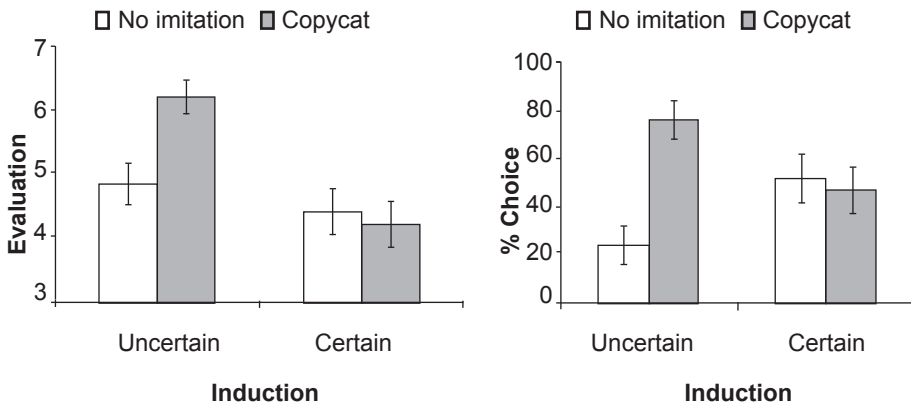 No imitation Copycat
7
6
5
4
3
Evaluation
Uncertain Certain
Induction
No imitation Copycat
100
80
60
40
20
0
% Choice
Uncertain Certain
Induction